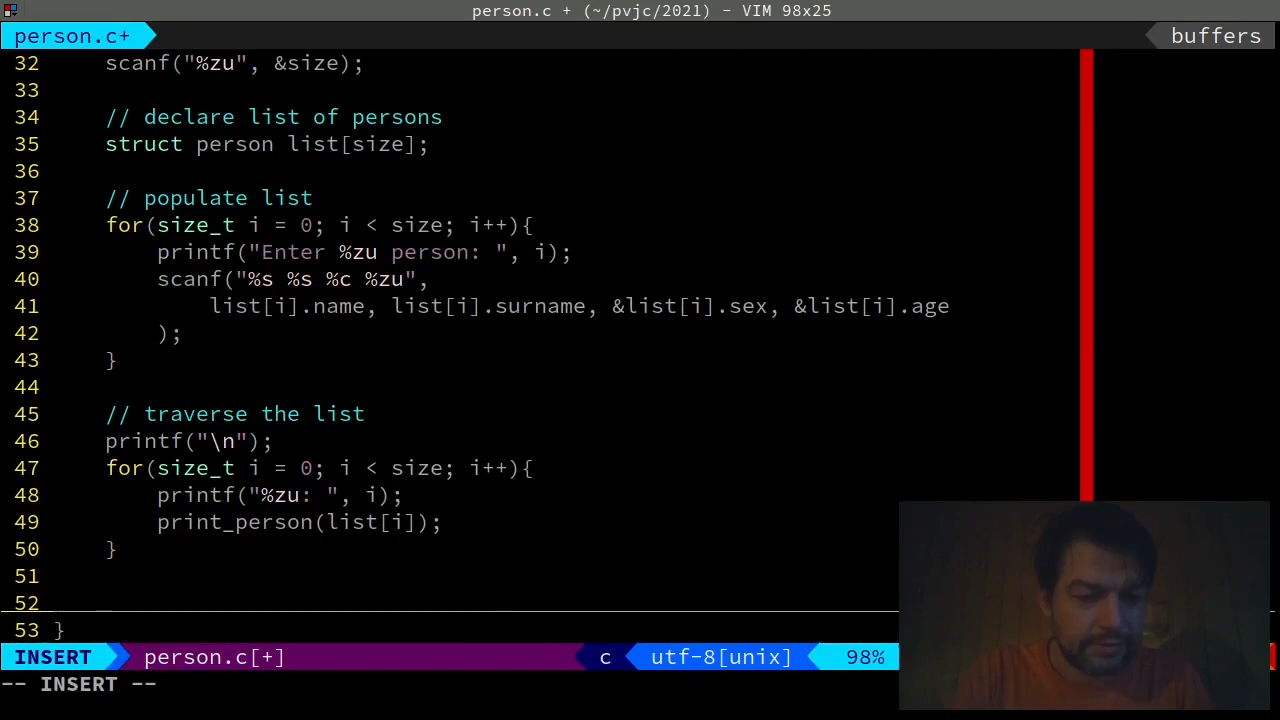 person.c + (~/pvjc/2021) - VIM 98x25
person.c+ buffers
32     scanf("%zu", &size);
33
34     // declare list of persons
35     struct person list[size];
36
37     // populate list
38     for(size_t i = 0; i < size; i++){
39         printf("Enter %zu person: ", i);
40         scanf("%s %s %c %zu",
41             list[i].name, list[i].surname, &list[i].sex, &list[i].age
42         );
43     }
44
45     // traverse the list
46     printf("\n");
47     for(size_t i = 0; i < size; i++){
48         printf("%zu: ", i);
49         print_person(list[i]);
50     }
51
52
53 }
INSERT person.c[+] c utf-8[unix] 98%
-- INSERT --